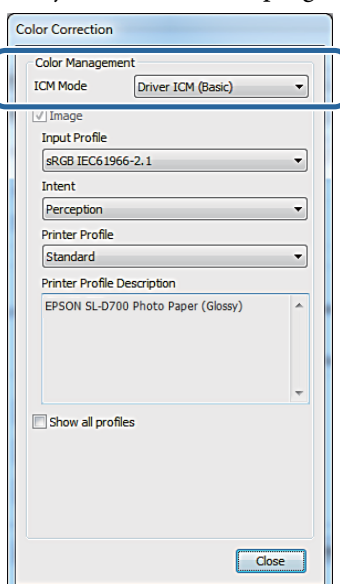 Color Correction
Color Management
ICM Mode Driver ICM (Basic)
Image
Input Profile
sRGB IEC61966-2.1
Intent
Perception
Printer Profile
Standard
Printer Profile Description
EPSON SL-D700 Photo Paper (Glossy)
Show all profiles
Close